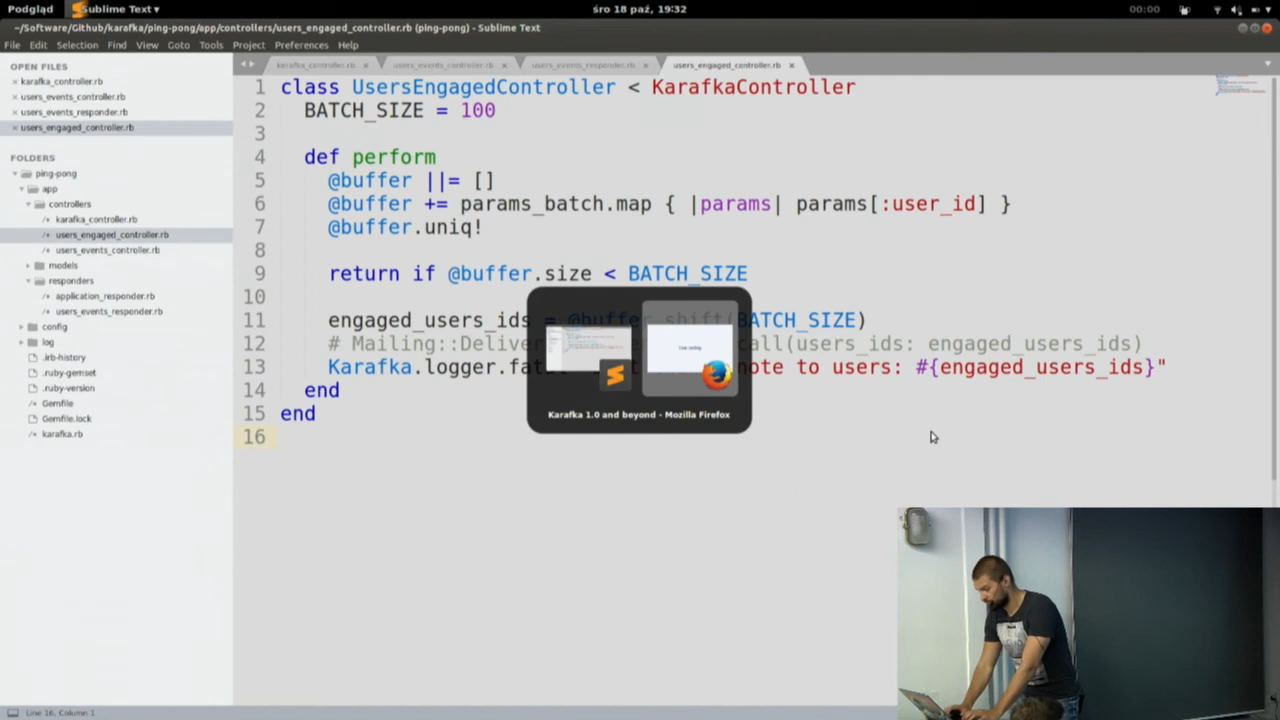 Podgląd
Sublime Text ▾
śro 18 paź, 19:32
00:00
~/Software/Github/karafka/ping-pong/app/controllers/users_engaged_controller.rb (ping-pong) - Sublime Text
File Edit Selection Find View Goto Tools Project Preferences Help
OPEN FILES
karafka_controller.rb
users_events_controller.rb
users_events_responder.rb
users_engaged_controller.rb
FOLDERS
ping-pong
app
controllers
karafka_controller.rb
users_engaged_controller.rb
users_events_controller.rb
models
responders
application_responder.rb
users_events_responder.rb
config
log
.irb-history
.ruby-gemset
.ruby-version
Gemfile
Gemfile.lock
karafka.rb
karafka_controller.rb
users_events_controller.rb
users_events_responder.rb
users_engaged_controller.rb
1 class UsersEngagedController < KarafkaController
2 BATCH_SIZE = 100
3
4 def perform
5 @buffer ||= []
6 @buffer += params_batch.map { |params| params[:user_id] }
7 @buffer.uniq!
8
9 return if @buffer.size < BATCH_SIZE
10
11 engaged_users_ids = @buffer.shift(BATCH_SIZE)
12 # Mailing::Deliver call(users_ids: engaged_users_ids)
13 Karafka.logger.fatal note to users: #{engaged_users_ids}"
14 end
15 end
16
Karafka 1.0 and beyond - Mozilla Firefox
Line 16, Column 1